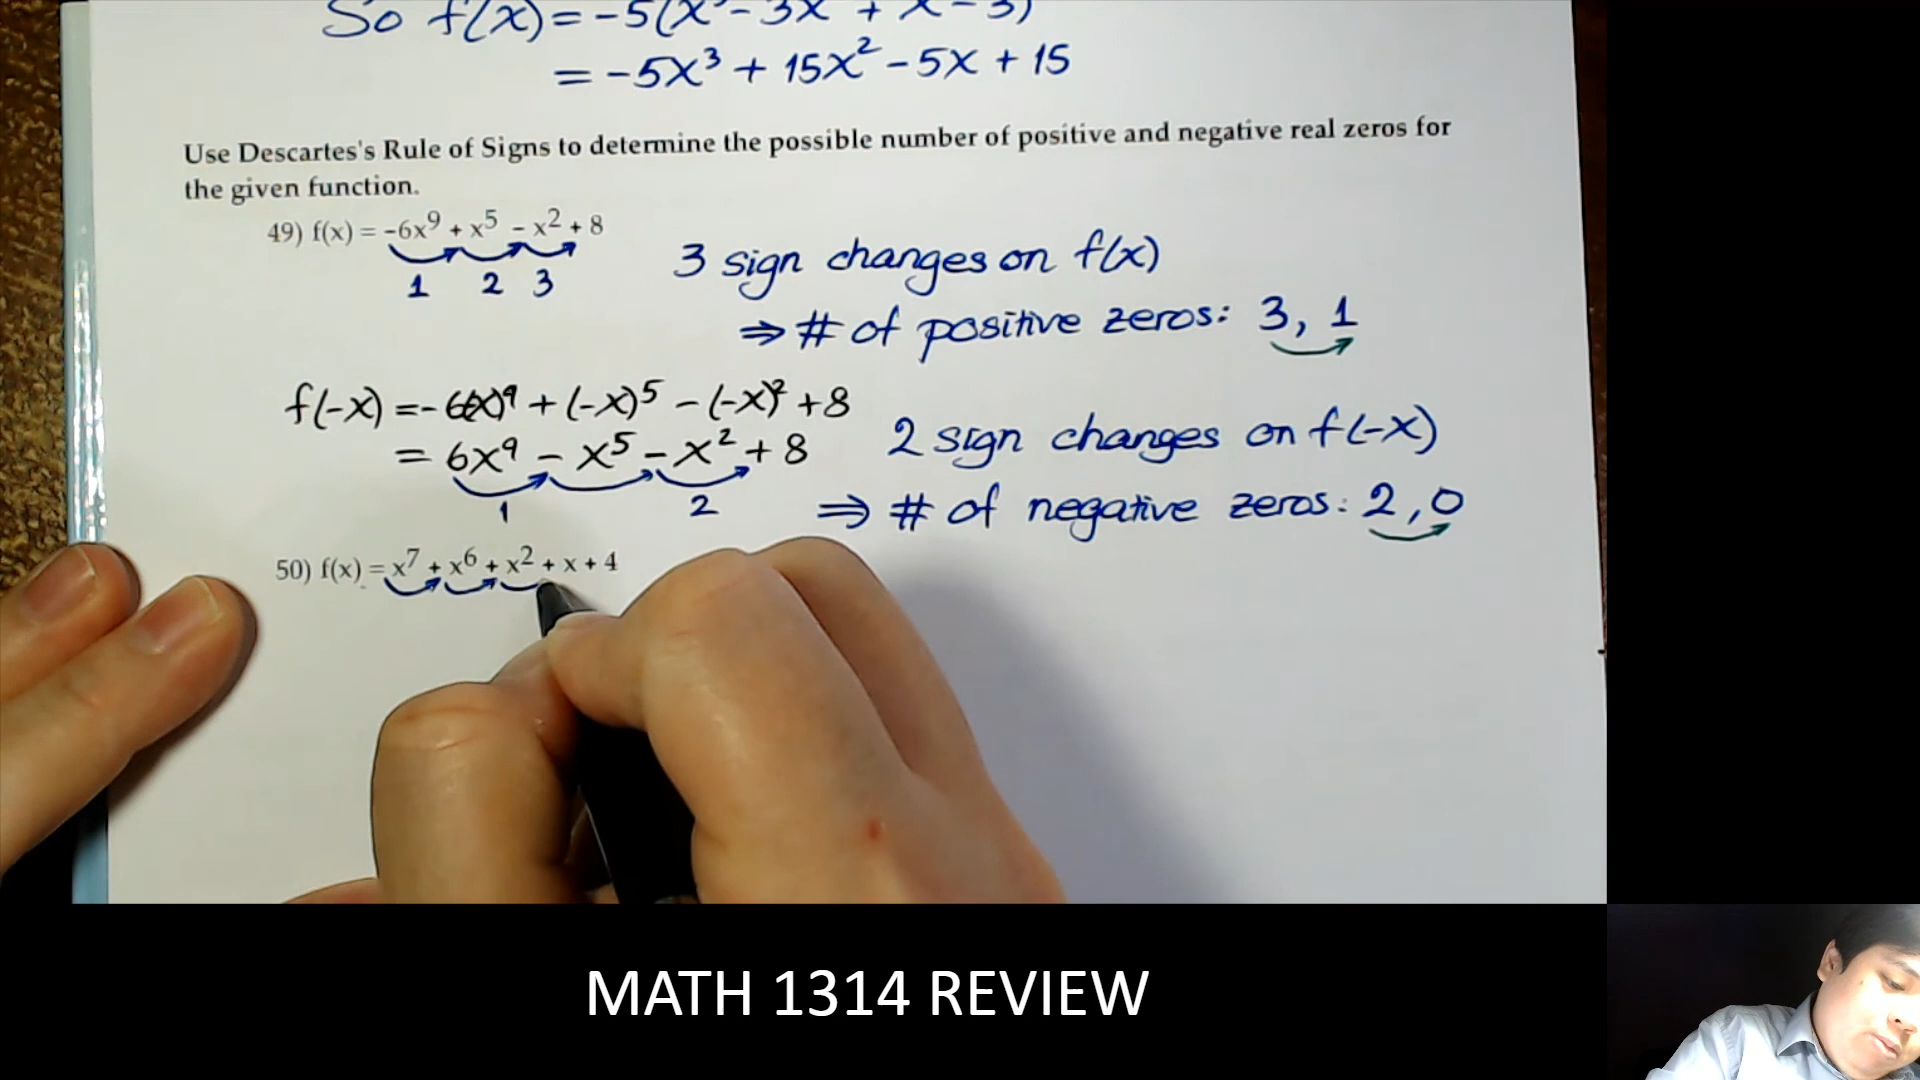 So f(x) = -5(x³ - 3x² + x - 3)
= -5x³ + 15x² - 5x + 15
Use Descartes's Rule of Signs to determine the possible number of positive and negative real zeros for
the given function.
49) f(x) = -6x⁹ + x⁵ - x² + 8
1 2 3
3 sign changes on f(x)
⇒ # of positive zeros: 3, 1
f(-x) = -6(-x)⁹ + (-x)⁵ - (-x)² + 8
= 6x⁹ - x⁵ - x² + 8
1 2
2 sign changes on f(-x)
⇒ # of negative zeros: 2, 0
50) f(x) = x⁷ + x⁶ + x² + x + 4
MATH 1314 REVIEW